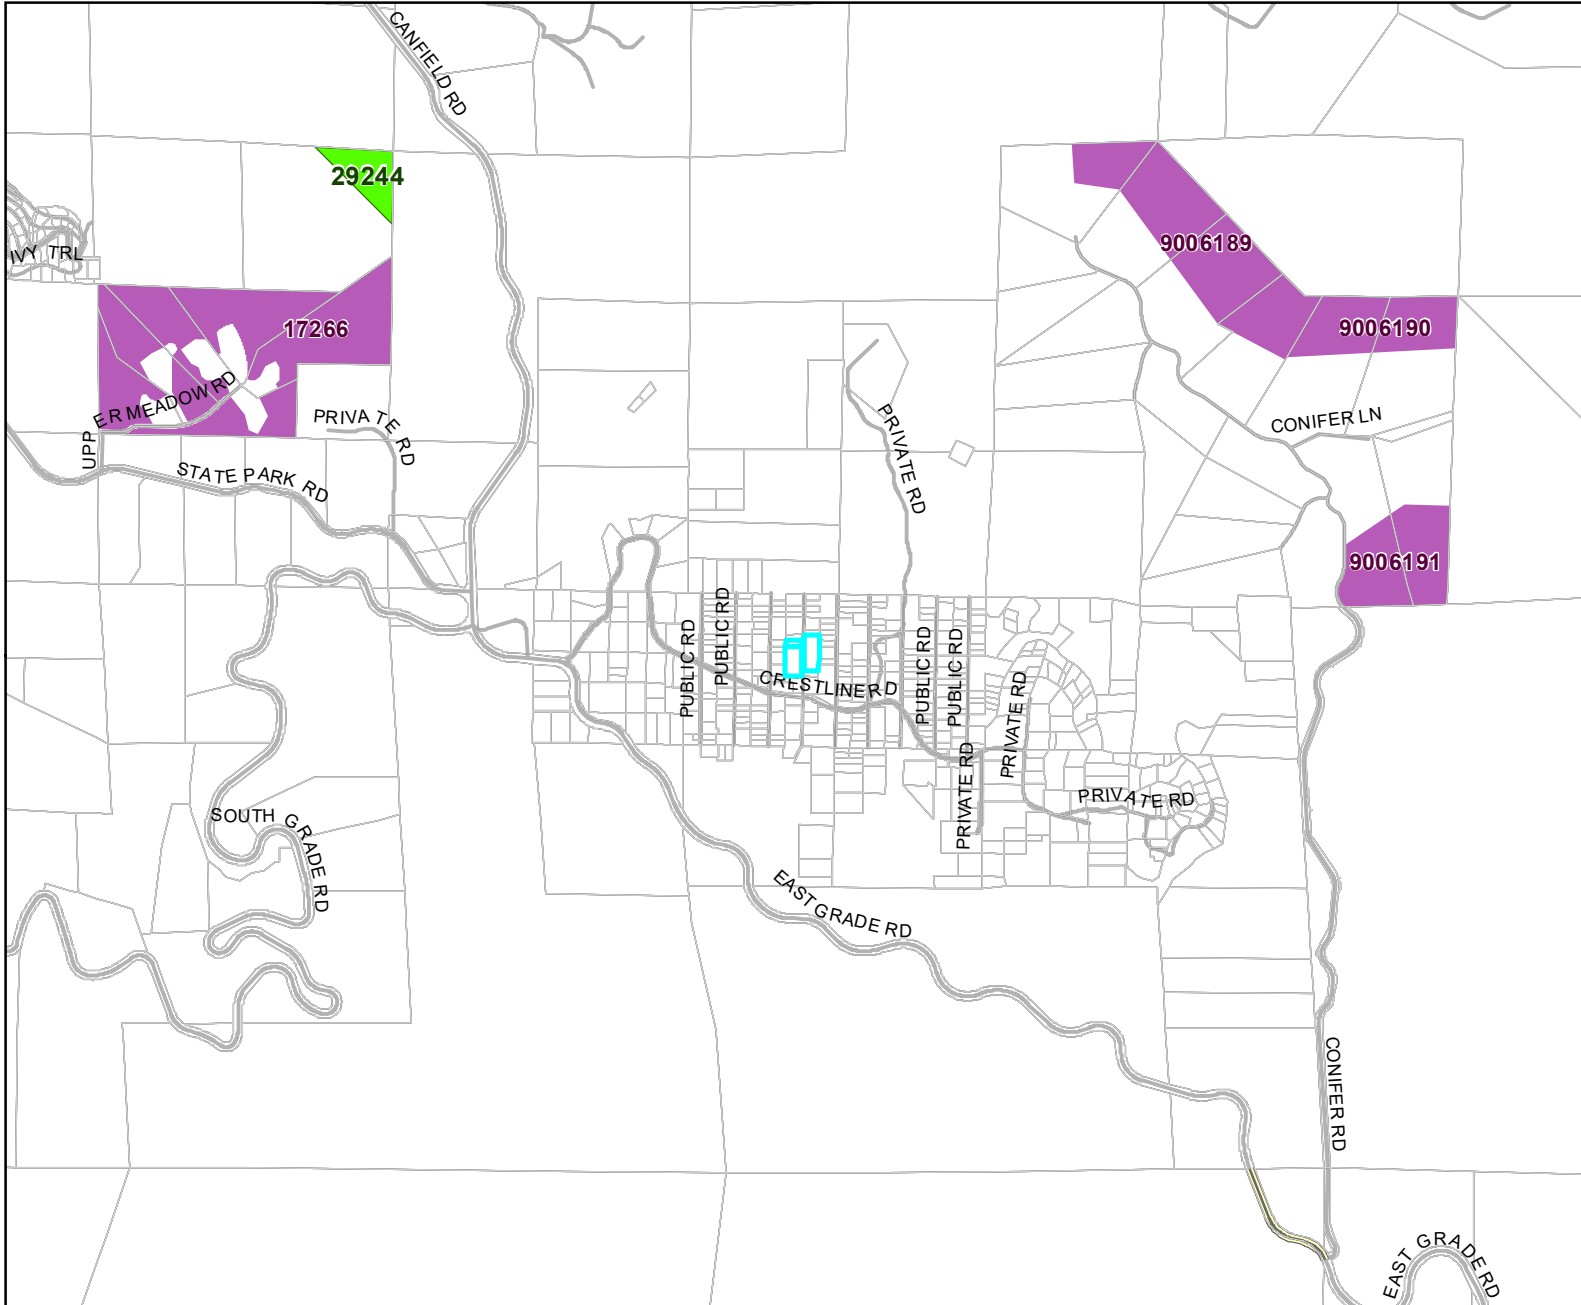 CANFIELD RD
29244
IVY TRL
9006189
17266
9006190
UPPER MEADOW RD
PRIVATE RD
PRIVATE RD
CONIFER LN
STATE PARK RD
9006191
PUBLIC RD
PUBLIC RD
CRESTLINE RD
PUBLIC RD
PUBLIC RD
PRIVATE RD
PRIVATE RD
PRIVATE RD
SOUTH GRADE RD
EAST GRADE RD
CONIFER RD
EAST GRADE RD